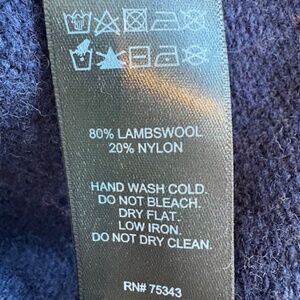 80% LAMBSWOOL
20% NYLON
HAND WASH COLD.
DO NOT BLEACH.
DRY FLAT.
LOW IRON.
DO NOT DRY CLEAN.
RN# 75343